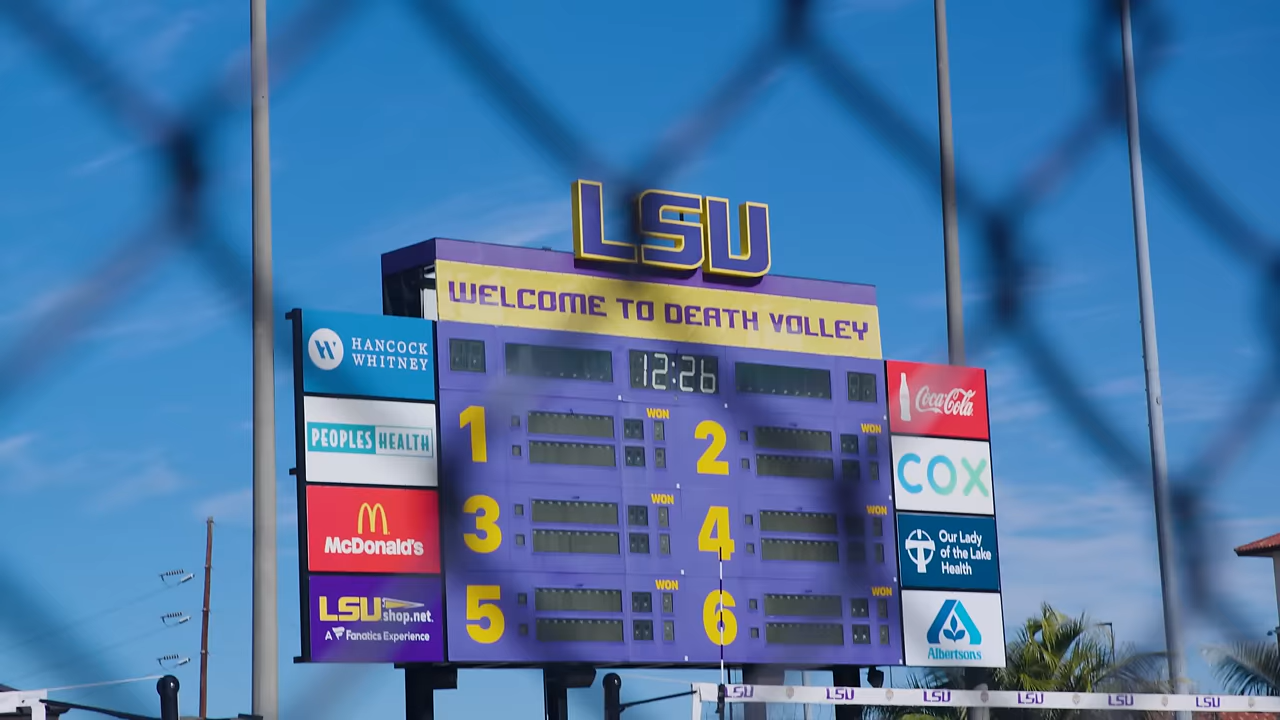 LSU
WELCOME TO DEATH VOLLEY
HANCOCK
WHITNEY
PEOPLES HEALTH
McDonald's
LSUshop.net
A Fanatics Experience
12:26
WON
WON
1
2
WON
WON
3
4
WON
WON
5
6
Coca-Cola
COX
Our Lady
of the Lake
Health
Albertsons
LSU LSU LSU LSU LSU LSU